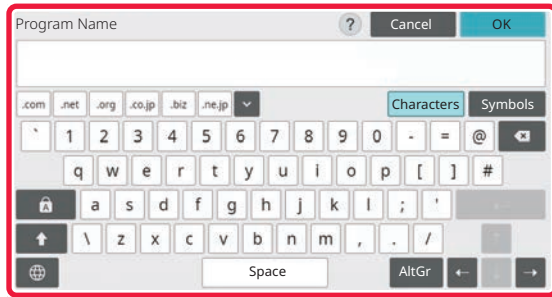 Program Name ? Cancel OK
.com .net .org .co.jp .biz .ne.jp Characters Symbols
` 1 2 3 4 5 6 7 8 9 0 - = @
q w e r t y u i o p [ ] #
A a s d f g h j k l ; '
\ z x c v b n m , . /
Space AltGr